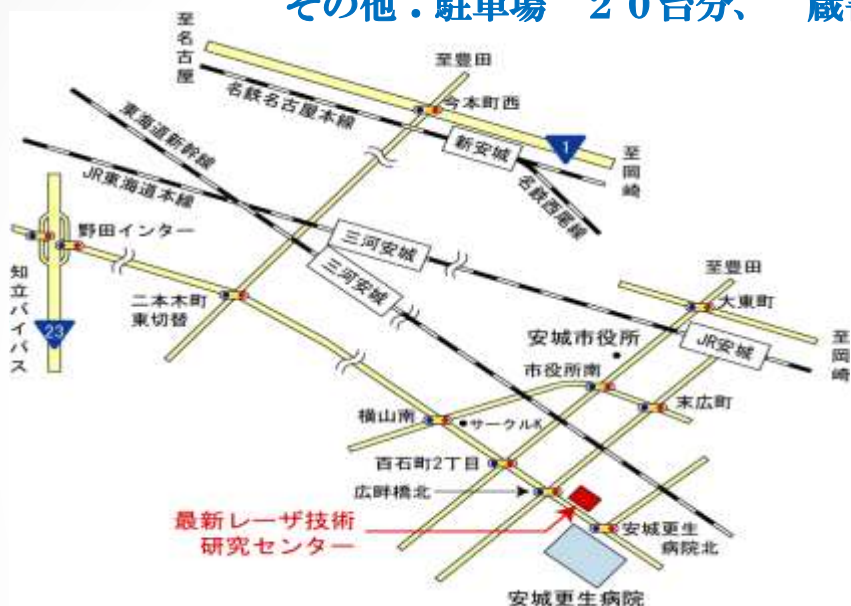 その他：駐車場　２０台分、　蔵
至名古屋
至豊田
名鉄名古屋本線
今本町西
東海道新幹線
JR東海道本線
新安城
1
至岡崎
名鉄西尾線
野田インター
三河安城
三河安城
至豊田
二本木町
東切替
大東町
知立バイパス
23
安城市役所
JR安城
至岡崎
市役所南
横山南
サークルK
末広町
百石町2丁目
広畔橋北
最新レーザ技術
研究センター
安城更生
病院北
安城更生病院